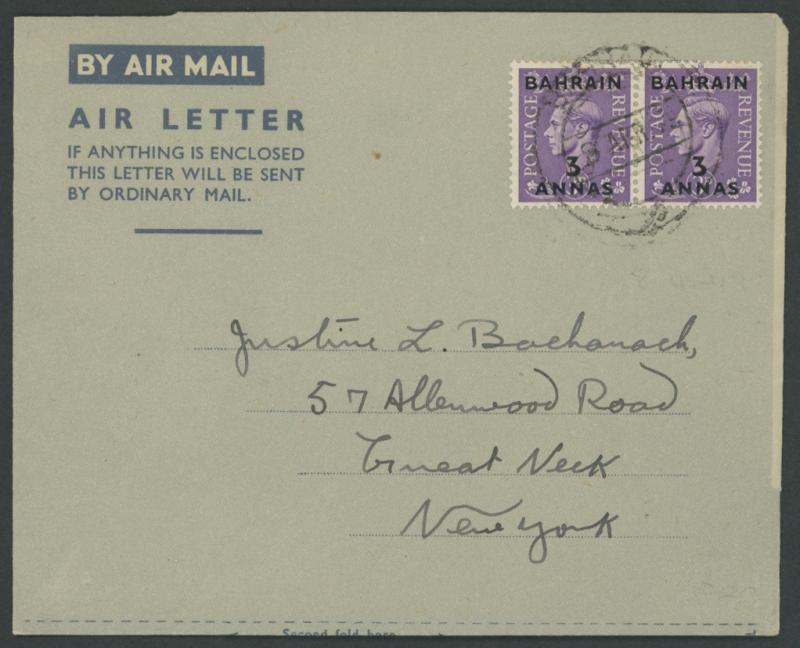 BY AIR MAIL
AIR LETTER
IF ANYTHING IS ENCLOSED
THIS LETTER WILL BE SENT
BY ORDINARY MAIL.
BAHRAIN
POSTAGE REVENUE
3
ANNAS
BAHRAIN
POSTAGE REVENUE
3
ANNAS
Justine L. Bachanach,
57 Allenwood Road
Great Neck
New York
Second fold here